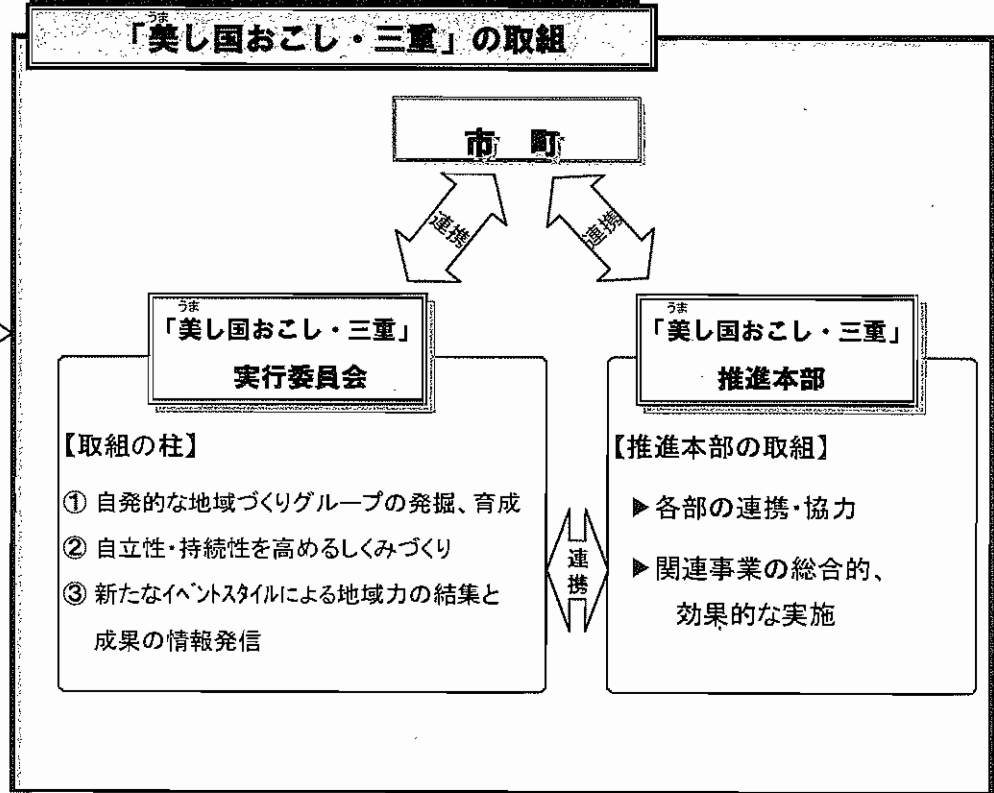 「美し国おこし・三重」の取組
うま
市 町
連携
連携
うま
「美し国おこし・三重」
実行委員会
【取組の柱】
① 自発的な地域づくりグループの発掘、育成
② 自立性・持続性を高めるしくみづくり
③ 新たなイベントスタイルによる地域力の結集と
成果の情報発信
連携
うま
「美し国おこし・三重」
推進本部
【推進本部の取組】
▶各部の連携・協力
▶関連事業の総合的、
効果的な実施